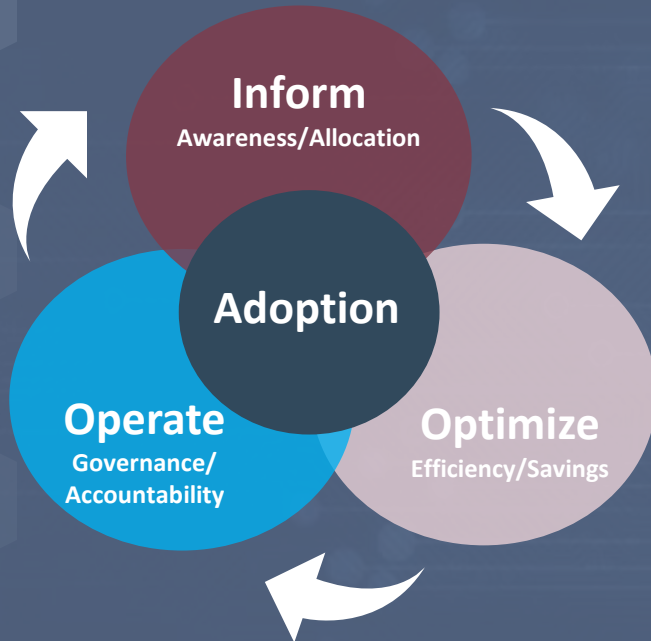 Inform
Awareness/Allocation
Adoption
Operate
Governance/
Accountability
Optimize
Efficiency/Savings